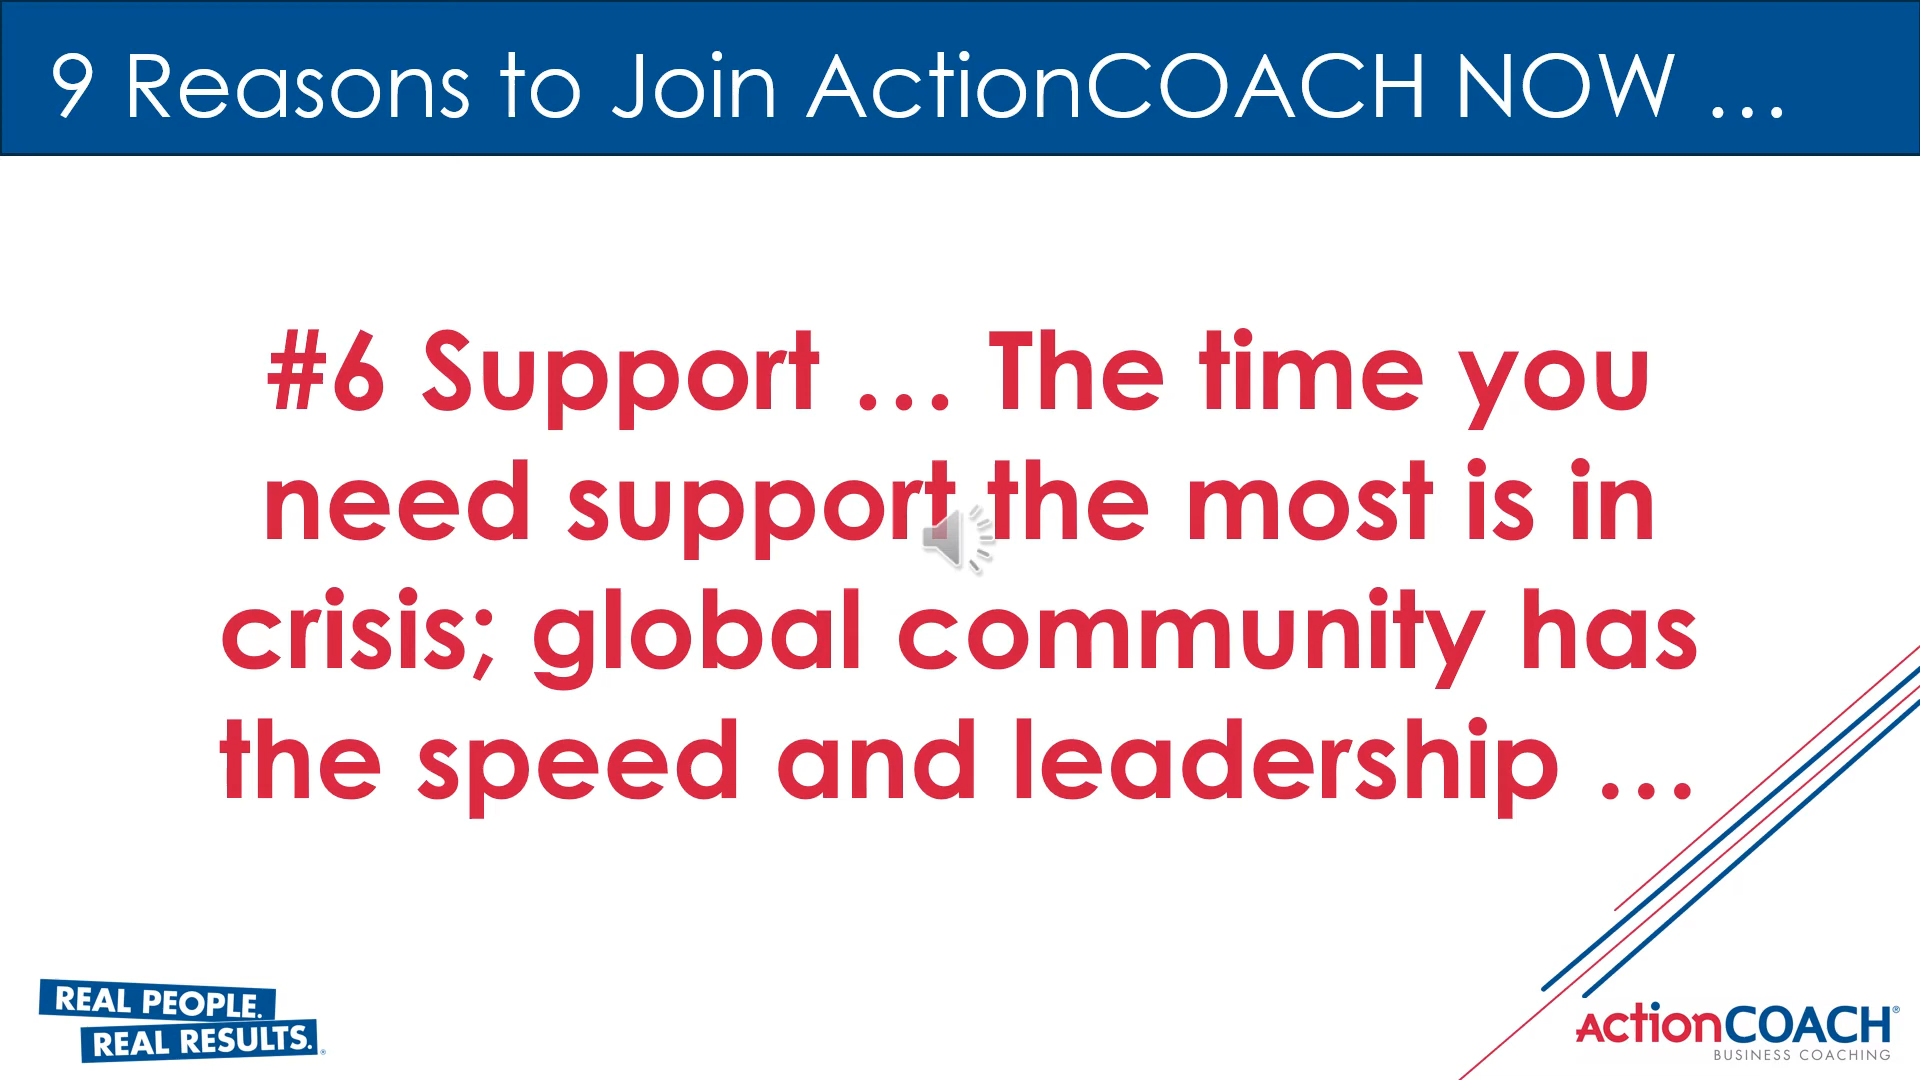 9 Reasons to Join ActionCOACH NOW ...
#6 Support ... The time you
need support the most is in
crisis; global community has
the speed and leadership ...
REAL PEOPLE.
REAL RESULTS.
ActionCOACH®
BUSINESS COACHING